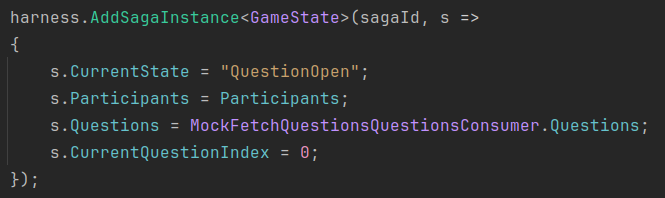 harness.AddSagaInstance<GameState>(sagaId, s =>
{
    s.CurrentState = "QuestionOpen";
    s.Participants = Participants;
    s.Questions = MockFetchQuestionsQuestionsConsumer.Questions;
    s.CurrentQuestionIndex = 0;
});